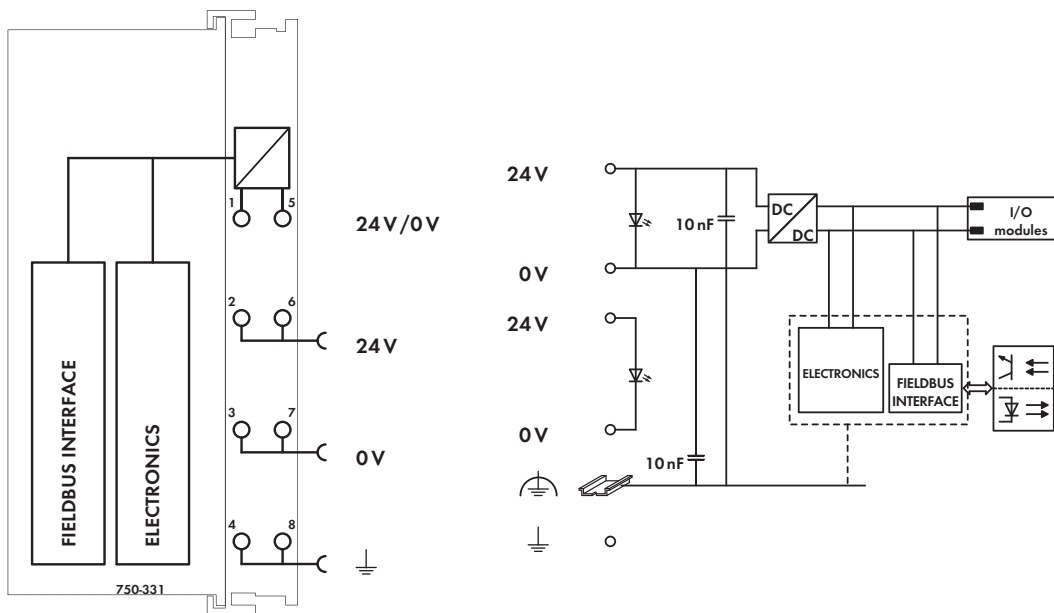 1
5
24V/0V
2
6
24V
3
7
0V
4
8
FIELDBUS INTERFACE
ELECTRONICS
750-331
24V
10nF
DC
DC
I/O
modules
0V
24V
ELECTRONICS
FIELDBUS
INTERFACE
0V
10nF